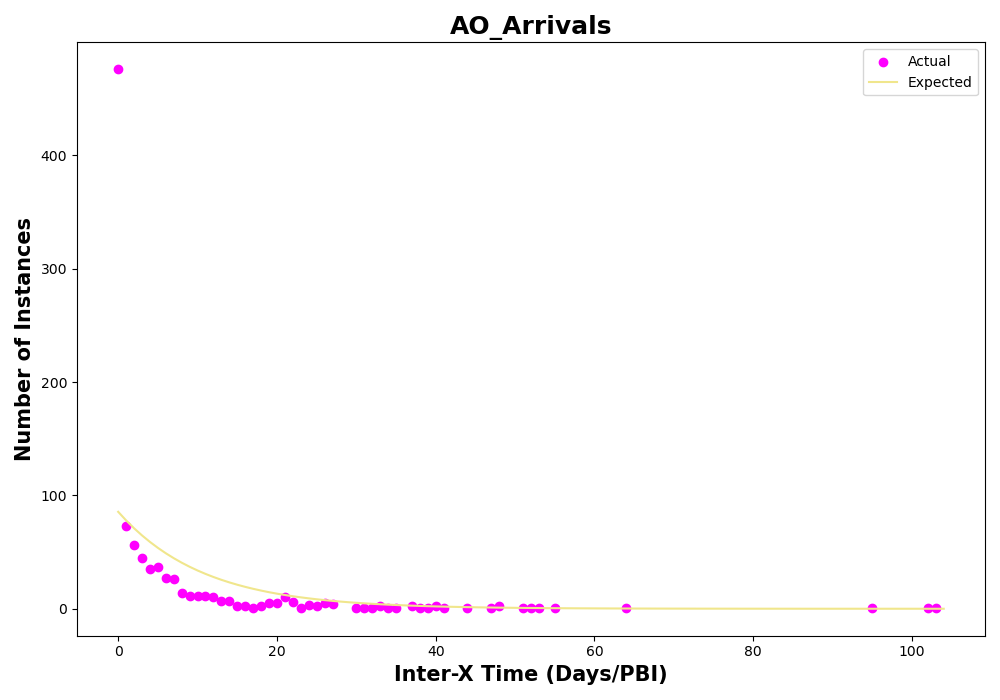 AO_Arrivals
Actual
Expected
Number of Instances
400
300
200
100
0
0
20
40
60
80
100
Inter-X Time (Days/PBI)